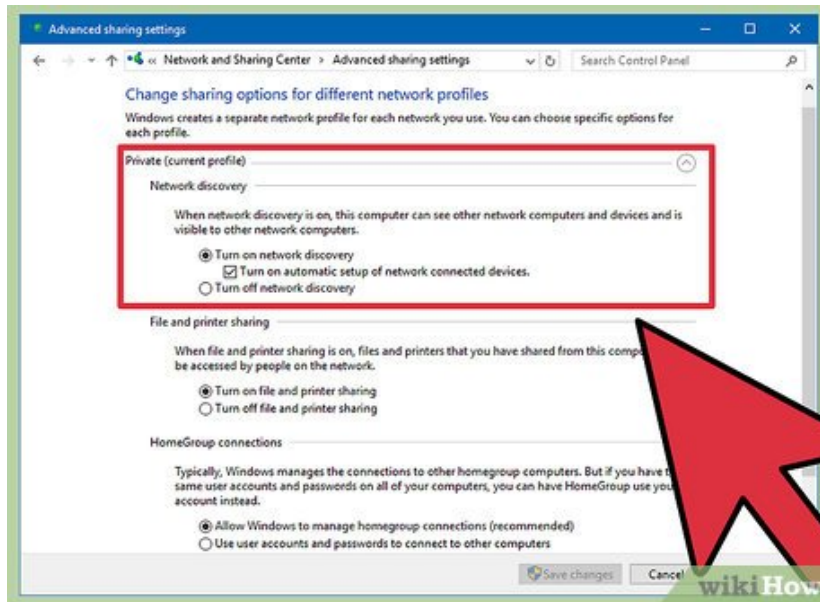 Advanced sharing settings
« Network and Sharing Center > Advanced sharing settings
Search Control Panel
Change sharing options for different network profiles
Windows creates a separate network profile for each network you use. You can choose specific options for
each profile.
Private (current profile)
Network discovery
When network discovery is on, this computer can see other network computers and devices and is
visible to other network computers.
Turn on network discovery
Turn on automatic setup of network connected devices.
Turn off network discovery
File and printer sharing
When file and printer sharing is on, files and printers that you have shared from this
be accessed by people on the network.
Turn on file and printer sharing
Turn off file and printer sharing
HomeGroup connections
Typically, Windows manages the connections to other homegroup computers. But if you have
same user accounts and passwords on all of your computers, you can have HomeGroup use
account instead.
Allow Windows to manage homegroup connections (recommended)
Use user accounts and passwords to connect to other computers
Save changes
Cancel
wikiHow